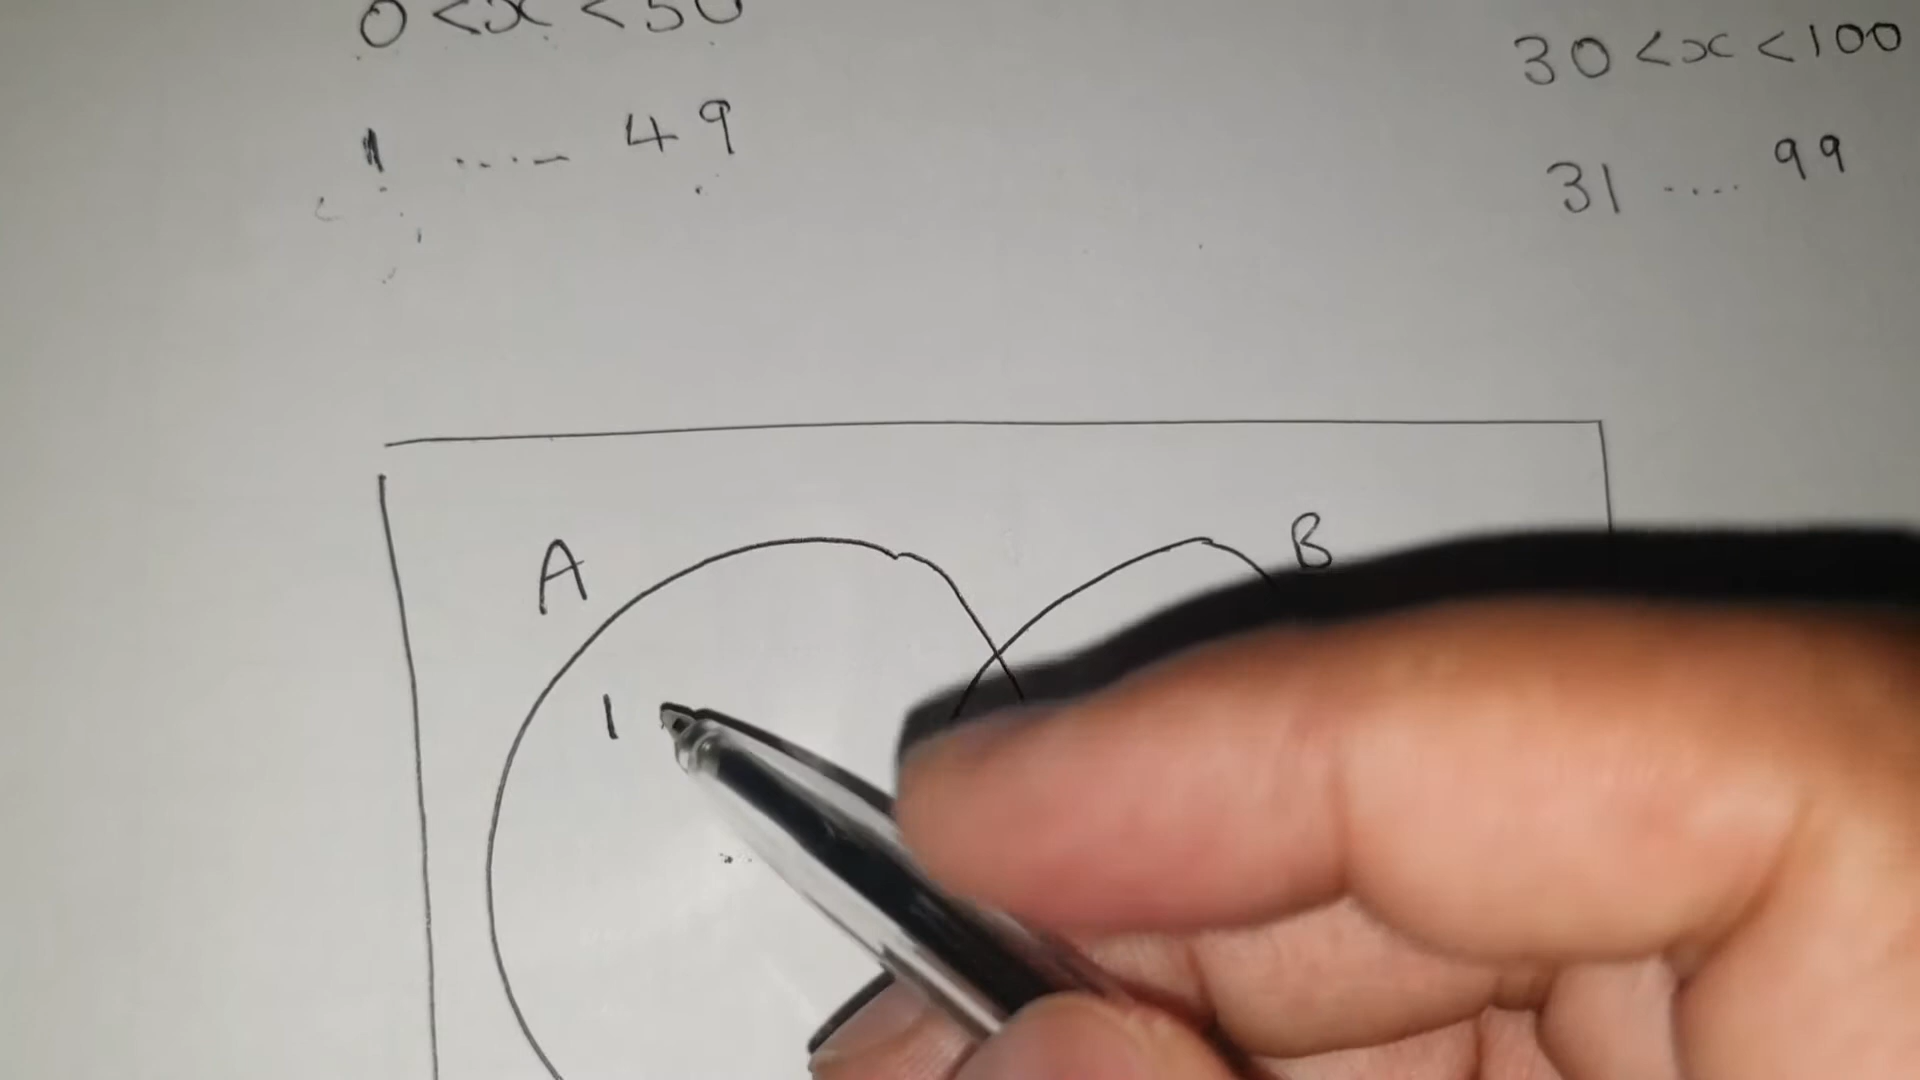 0 < x < 50
30 < x < 100
1 ..... 49
31 .... 99
A
B
1